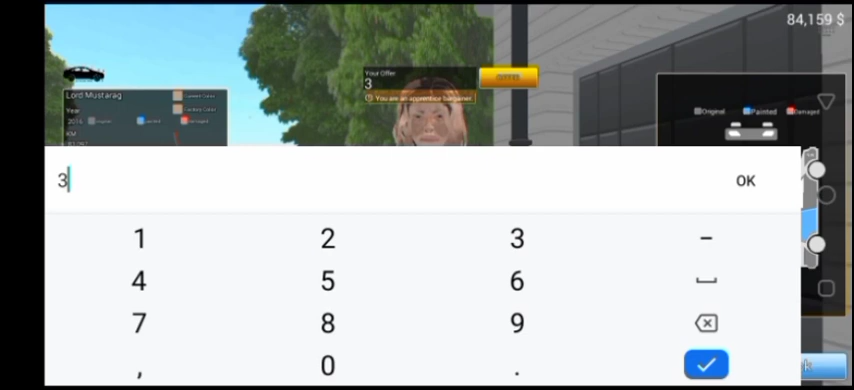 84,159 $
Your Offer
3
You are an apprentice bargainer.
Lord Mustarag
Year
2016
KM
Original
Painted
Damaged
3
OK
1 2 3 -
4 5 6
7 8 9
, 0 .